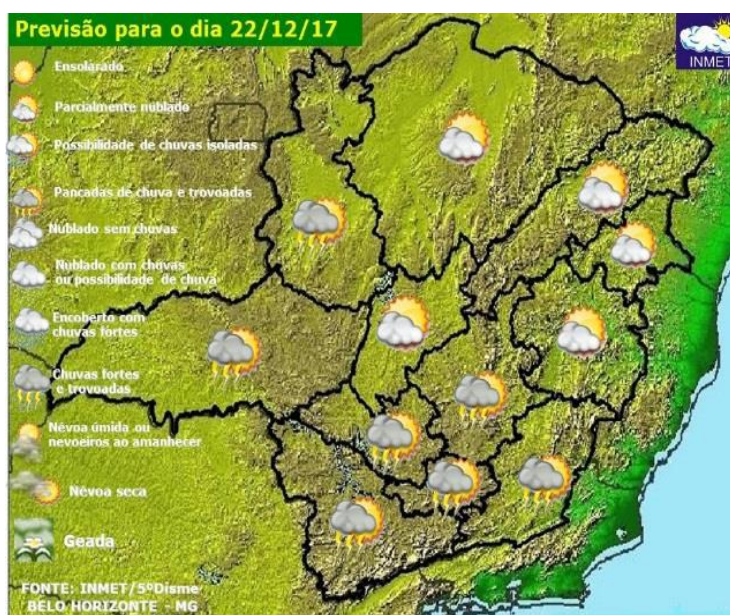 Previsão para o dia 22/12/17
INMET
Ensolarado
Parcialmente nublado
Possibilidade de chuvas isoladas
Pancadas de chuva e trovoadas
Nublado sem chuvas
Nublado com chuvas
ou possibilidade de chuva
Encoberto com
chuvas fortes
Chuvas fortes
e trovoadas
Névoa úmida ou
nevoeiros ao amanhecer
Névoa seca
Geada
FONTE: INMET/5ºDisme
BELO HORIZONTE - MG